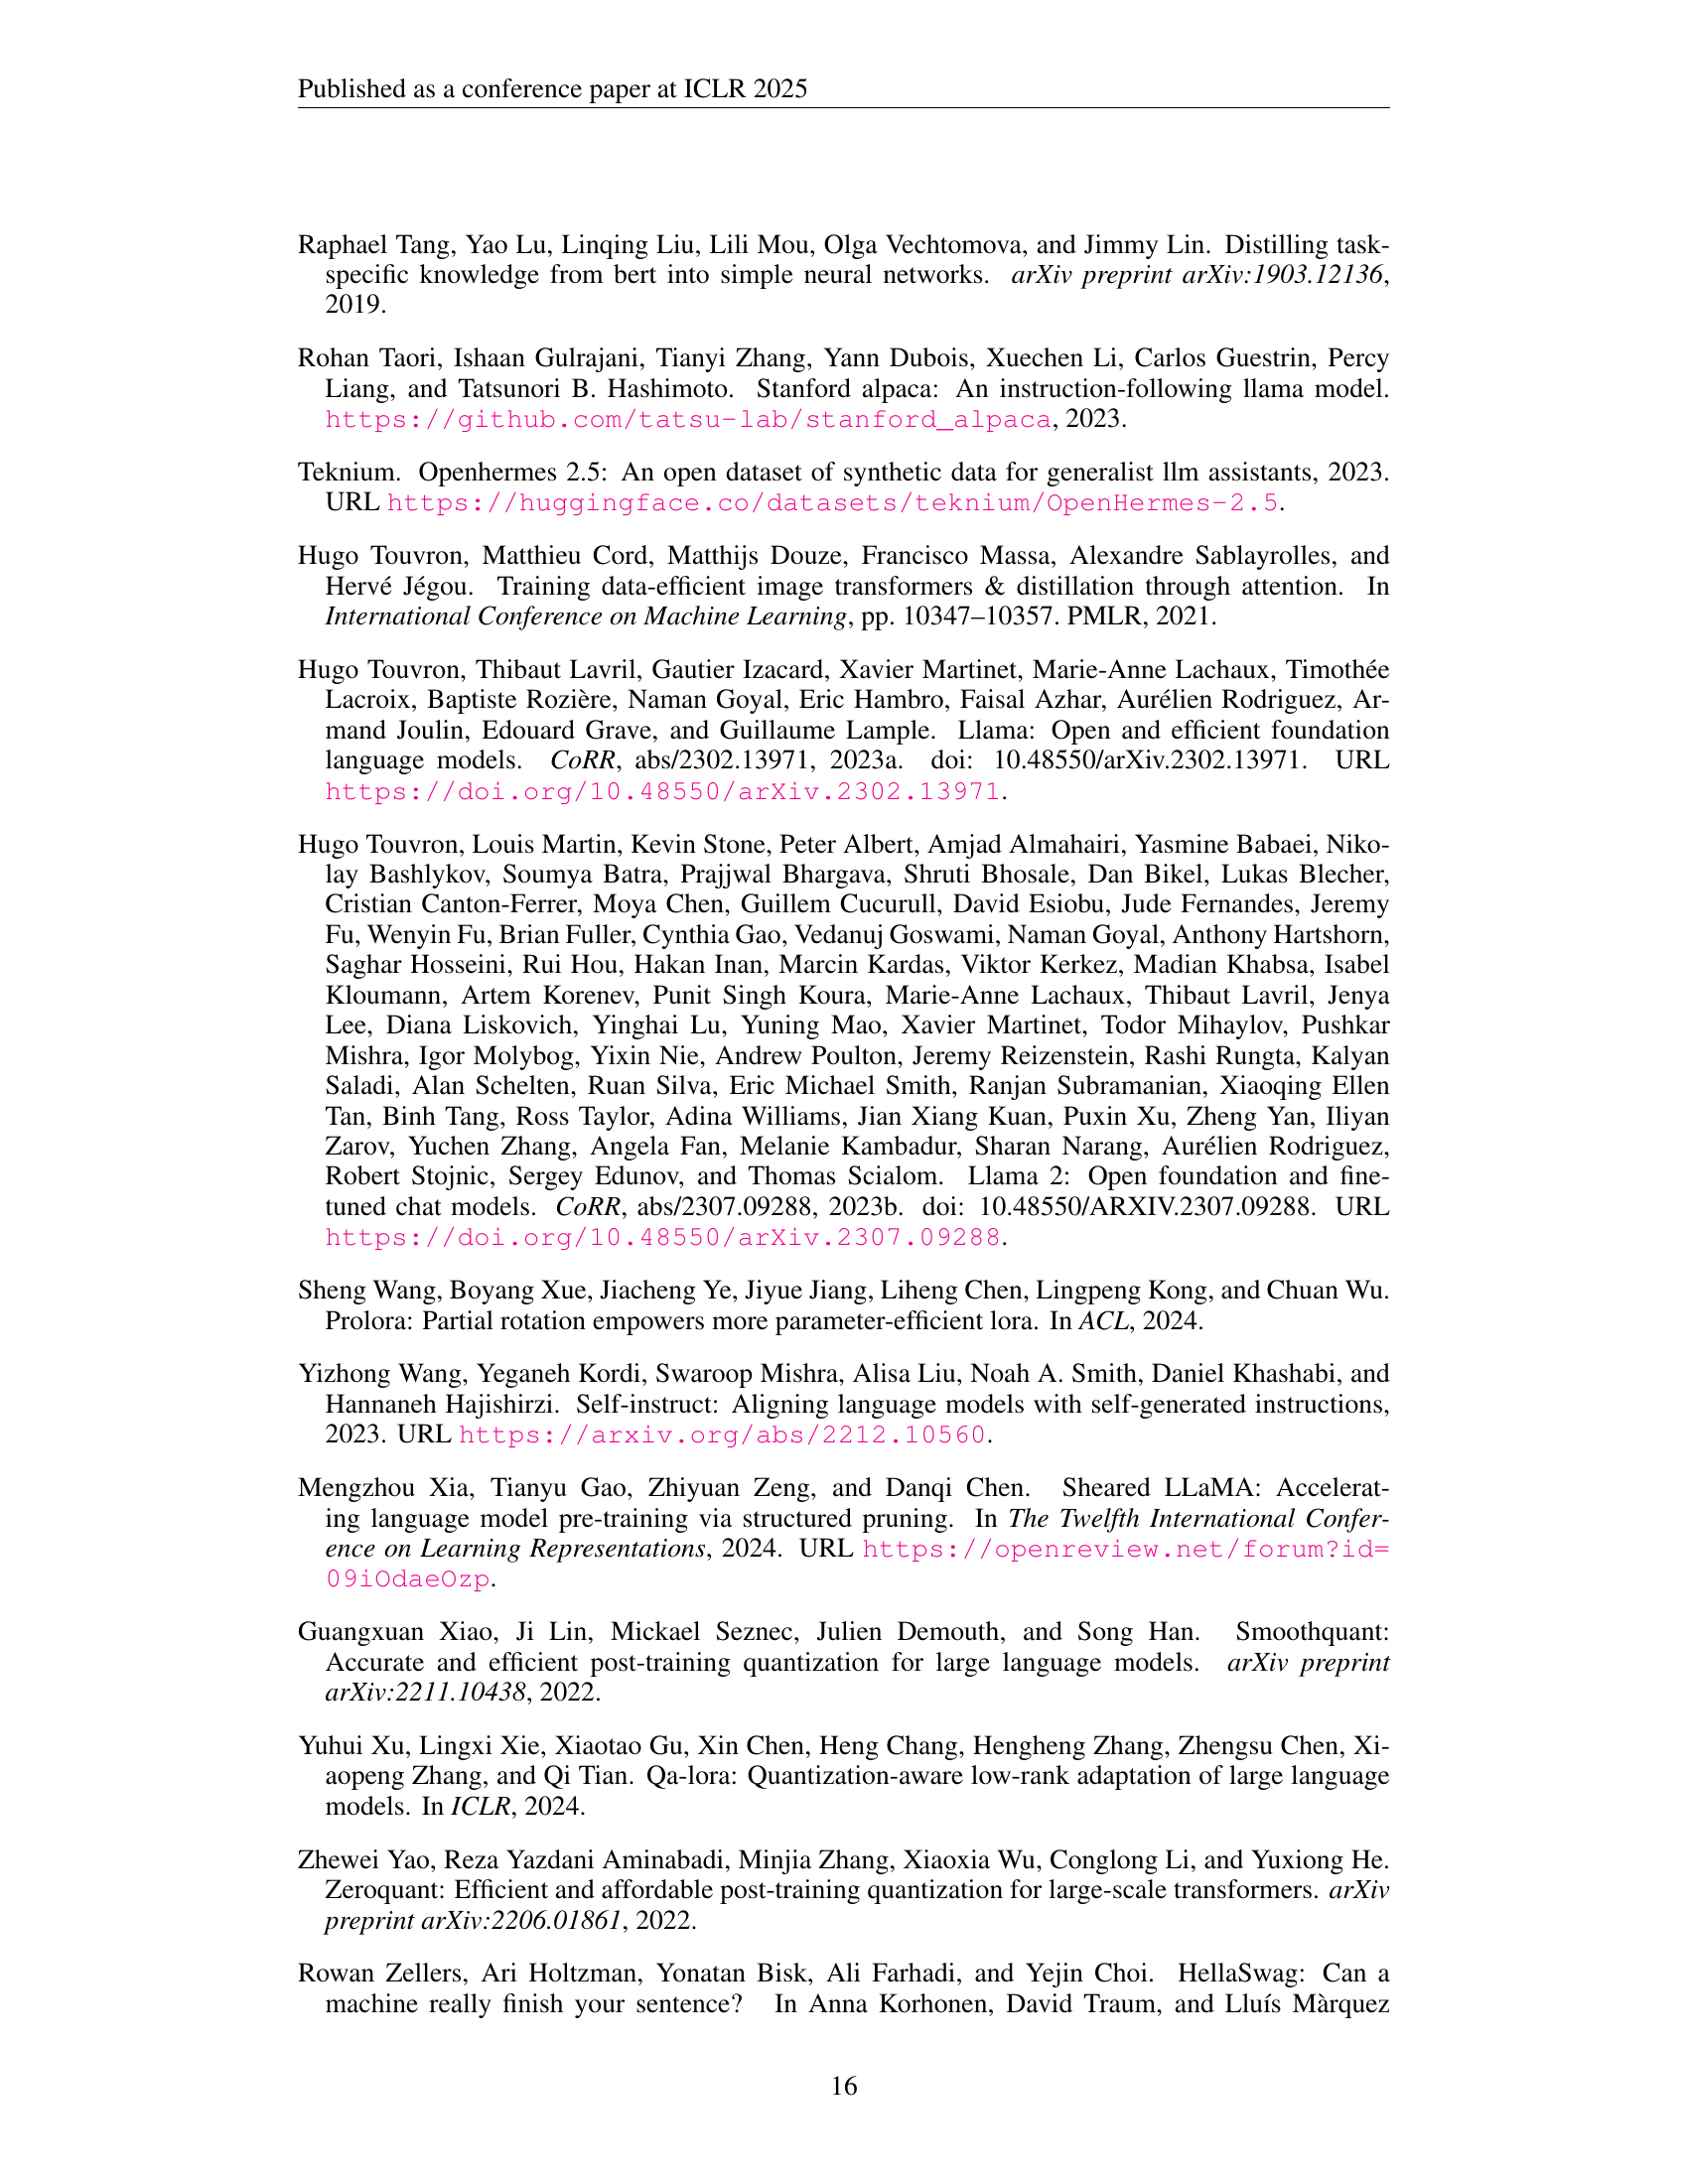 Published as a conference paper at ICLR 2025
Raphael Tang, Yao Lu, Linqing Liu, Lili Mou, Olga Vechtomova, and Jimmy Lin. Distilling task-
specific knowledge from bert into simple neural networks. arXiv preprint arXiv:1903.12136,
2019.
Rohan Taori, Ishaan Gulrajani, Tianyi Zhang, Yann Dubois, Xuechen Li, Carlos Guestrin, Percy
Liang, and Tatsunori B. Hashimoto. Stanford alpaca: An instruction-following llama model.
https://github.com/tatsu-lab/stanford_alpaca, 2023.
Teknium. Openhermes 2.5: An open dataset of synthetic data for generalist llm assistants, 2023.
URL https://huggingface.co/datasets/teknium/OpenHermes-2.5.
Hugo Touvron, Matthieu Cord, Matthijs Douze, Francisco Massa, Alexandre Sablayrolles, and
Hervé Jégou. Training data-efficient image transformers & distillation through attention. In
International Conference on Machine Learning, pp. 10347–10357. PMLR, 2021.
Hugo Touvron, Thibaut Lavril, Gautier Izacard, Xavier Martinet, Marie-Anne Lachaux, Timothée
Lacroix, Baptiste Rozière, Naman Goyal, Eric Hambro, Faisal Azhar, Aurélien Rodriguez, Ar-
mand Joulin, Edouard Grave, and Guillaume Lample. Llama: Open and efficient foundation
language models. CoRR, abs/2302.13971, 2023a. doi: 10.48550/arXiv.2302.13971. URL
https://doi.org/10.48550/arXiv.2302.13971.
Hugo Touvron, Louis Martin, Kevin Stone, Peter Albert, Amjad Almahairi, Yasmine Babaei, Niko-
lay Bashlykov, Soumya Batra, Prajjwal Bhargava, Shruti Bhosale, Dan Bikel, Lukas Blecher,
Cristian Canton-Ferrer, Moya Chen, Guillem Cucurull, David Esiobu, Jude Fernandes, Jeremy
Fu, Wenyin Fu, Brian Fuller, Cynthia Gao, Vedanuj Goswami, Naman Goyal, Anthony Hartshorn,
Saghar Hosseini, Rui Hou, Hakan Inan, Marcin Kardas, Viktor Kerkez, Madian Khabsa, Isabel
Kloumann, Artem Korenev, Punit Singh Koura, Marie-Anne Lachaux, Thibaut Lavril, Jenya
Lee, Diana Liskovich, Yinghai Lu, Yuning Mao, Xavier Martinet, Todor Mihaylov, Pushkar
Mishra, Igor Molybog, Yixin Nie, Andrew Poulton, Jeremy Reizenstein, Rashi Rungta, Kalyan
Saladi, Alan Schelten, Ruan Silva, Eric Michael Smith, Ranjan Subramanian, Xiaoqing Ellen
Tan, Binh Tang, Ross Taylor, Adina Williams, Jian Xiang Kuan, Puxin Xu, Zheng Yan, Iliyan
Zarov, Yuchen Zhang, Angela Fan, Melanie Kambadur, Sharan Narang, Aurélien Rodriguez,
Robert Stojnic, Sergey Edunov, and Thomas Scialom. Llama 2: Open foundation and fine-
tuned chat models. CoRR, abs/2307.09288, 2023b. doi: 10.48550/ARXIV.2307.09288. URL
https://doi.org/10.48550/arXiv.2307.09288.
Sheng Wang, Boyang Xue, Jiacheng Ye, Jiyue Jiang, Liheng Chen, Lingpeng Kong, and Chuan Wu.
Prolora: Partial rotation empowers more parameter-efficient lora. In ACL, 2024.
Yizhong Wang, Yeganeh Kordi, Swaroop Mishra, Alisa Liu, Noah A. Smith, Daniel Khashabi, and
Hannaneh Hajishirzi. Self-instruct: Aligning language models with self-generated instructions,
2023. URL https://arxiv.org/abs/2212.10560.
Mengzhou Xia, Tianyu Gao, Zhiyuan Zeng, and Danqi Chen. Sheared LLaMA: Accelerat-
ing language model pre-training via structured pruning. In The Twelfth International Confer-
ence on Learning Representations, 2024. URL https://openreview.net/forum?id=
09iOdaeOzp.
Guangxuan Xiao, Ji Lin, Mickael Seznec, Julien Demouth, and Song Han. Smoothquant:
Accurate and efficient post-training quantization for large language models. arXiv preprint
arXiv:2211.10438, 2022.
Yuhui Xu, Lingxi Xie, Xiaotao Gu, Xin Chen, Heng Chang, Hengheng Zhang, Zhengsu Chen, Xi-
aopeng Zhang, and Qi Tian. Qa-lora: Quantization-aware low-rank adaptation of large language
models. In ICLR, 2024.
Zhewei Yao, Reza Yazdani Aminabadi, Minjia Zhang, Xiaoxia Wu, Conglong Li, and Yuxiong He.
Zeroquant: Efficient and affordable post-training quantization for large-scale transformers. arXiv
preprint arXiv:2206.01861, 2022.
Rowan Zellers, Ari Holtzman, Yonatan Bisk, Ali Farhadi, and Yejin Choi. HellaSwag: Can a
machine really finish your sentence? In Anna Korhonen, David Traum, and Lluís Màrquez
16